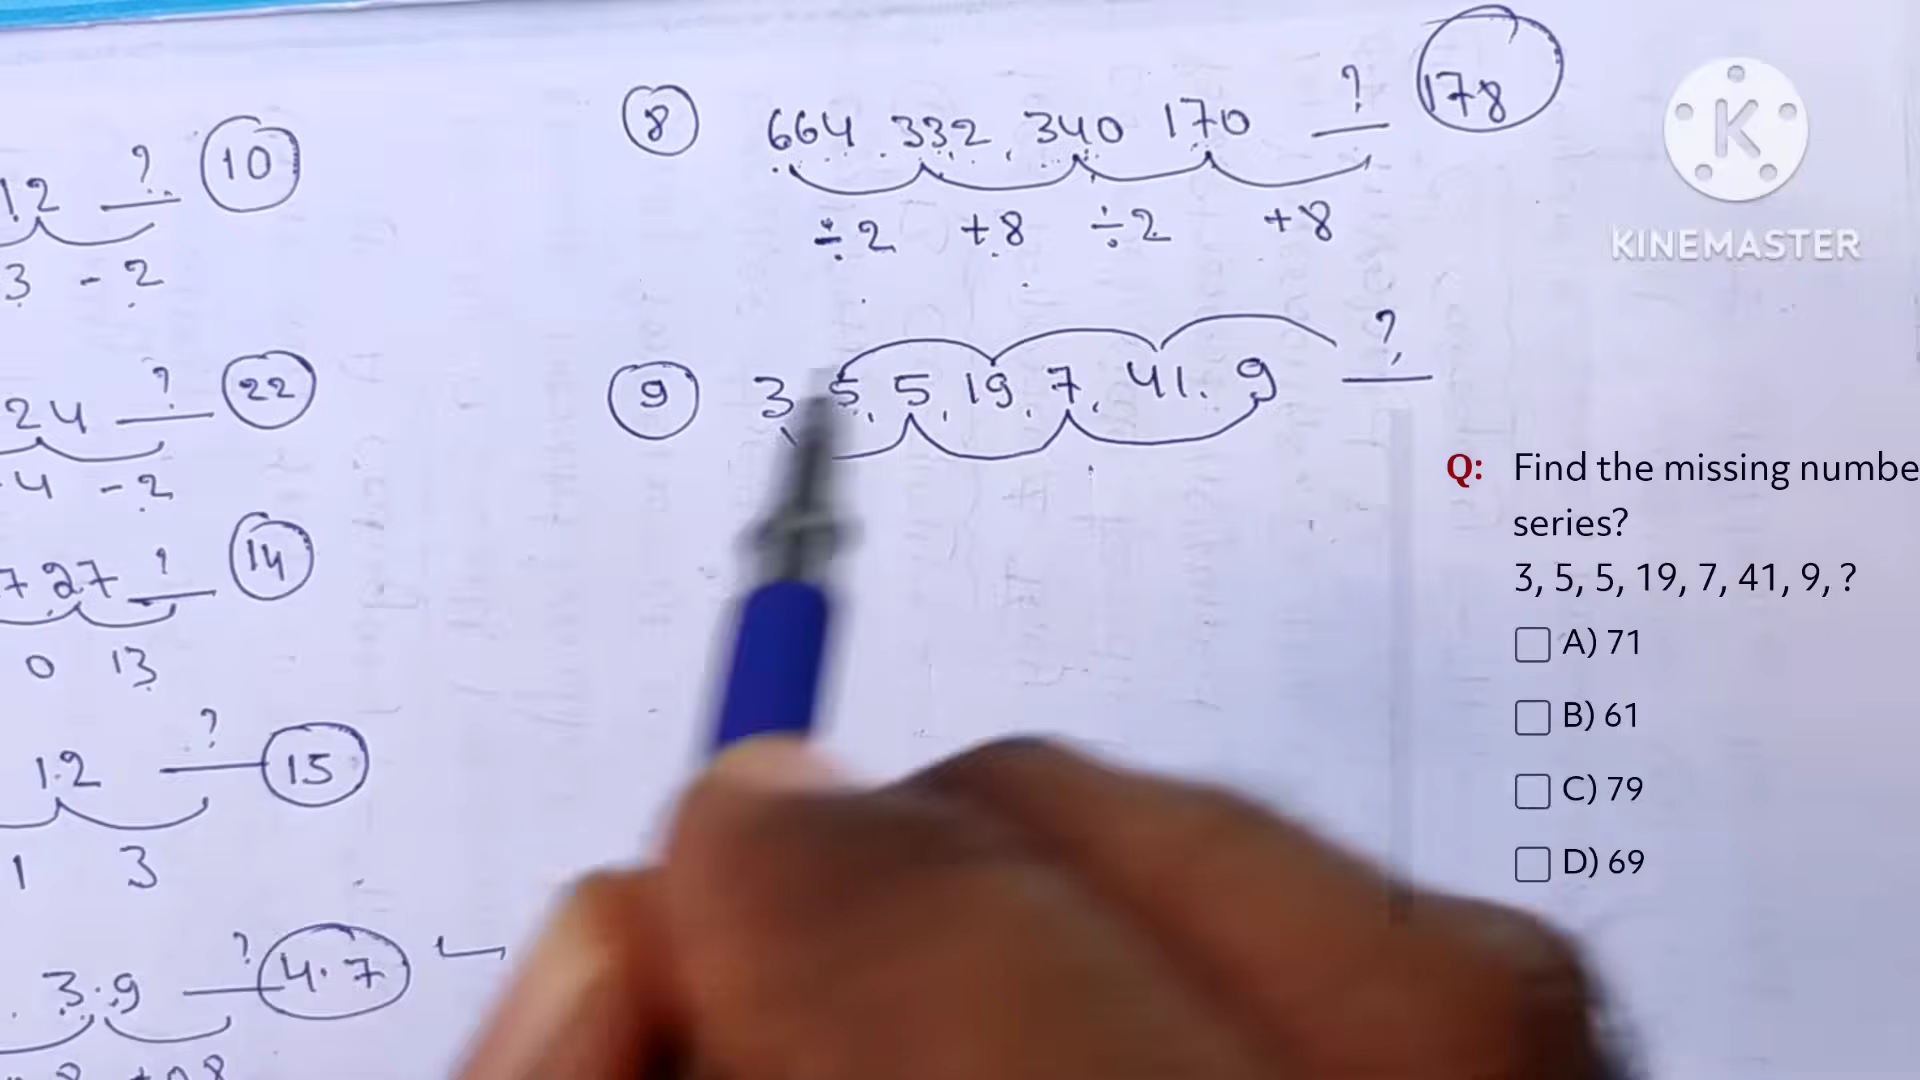 12 ? 10
3 - 2
24 ? 22
4 - 2
7 27 ? 14
0 13
12 ? 15
1 3
3.9 ? 4.7
8 664 , 332 , 340 170 ? 178
÷2 +8 ÷2 +8
9 3 5, 5, 19, 7, 41, 9 ?
KINEMASTER
Q: Find the missing numbe
series?
3, 5, 5, 19, 7, 41, 9, ?
A) 71
B) 61
C) 79
D) 69